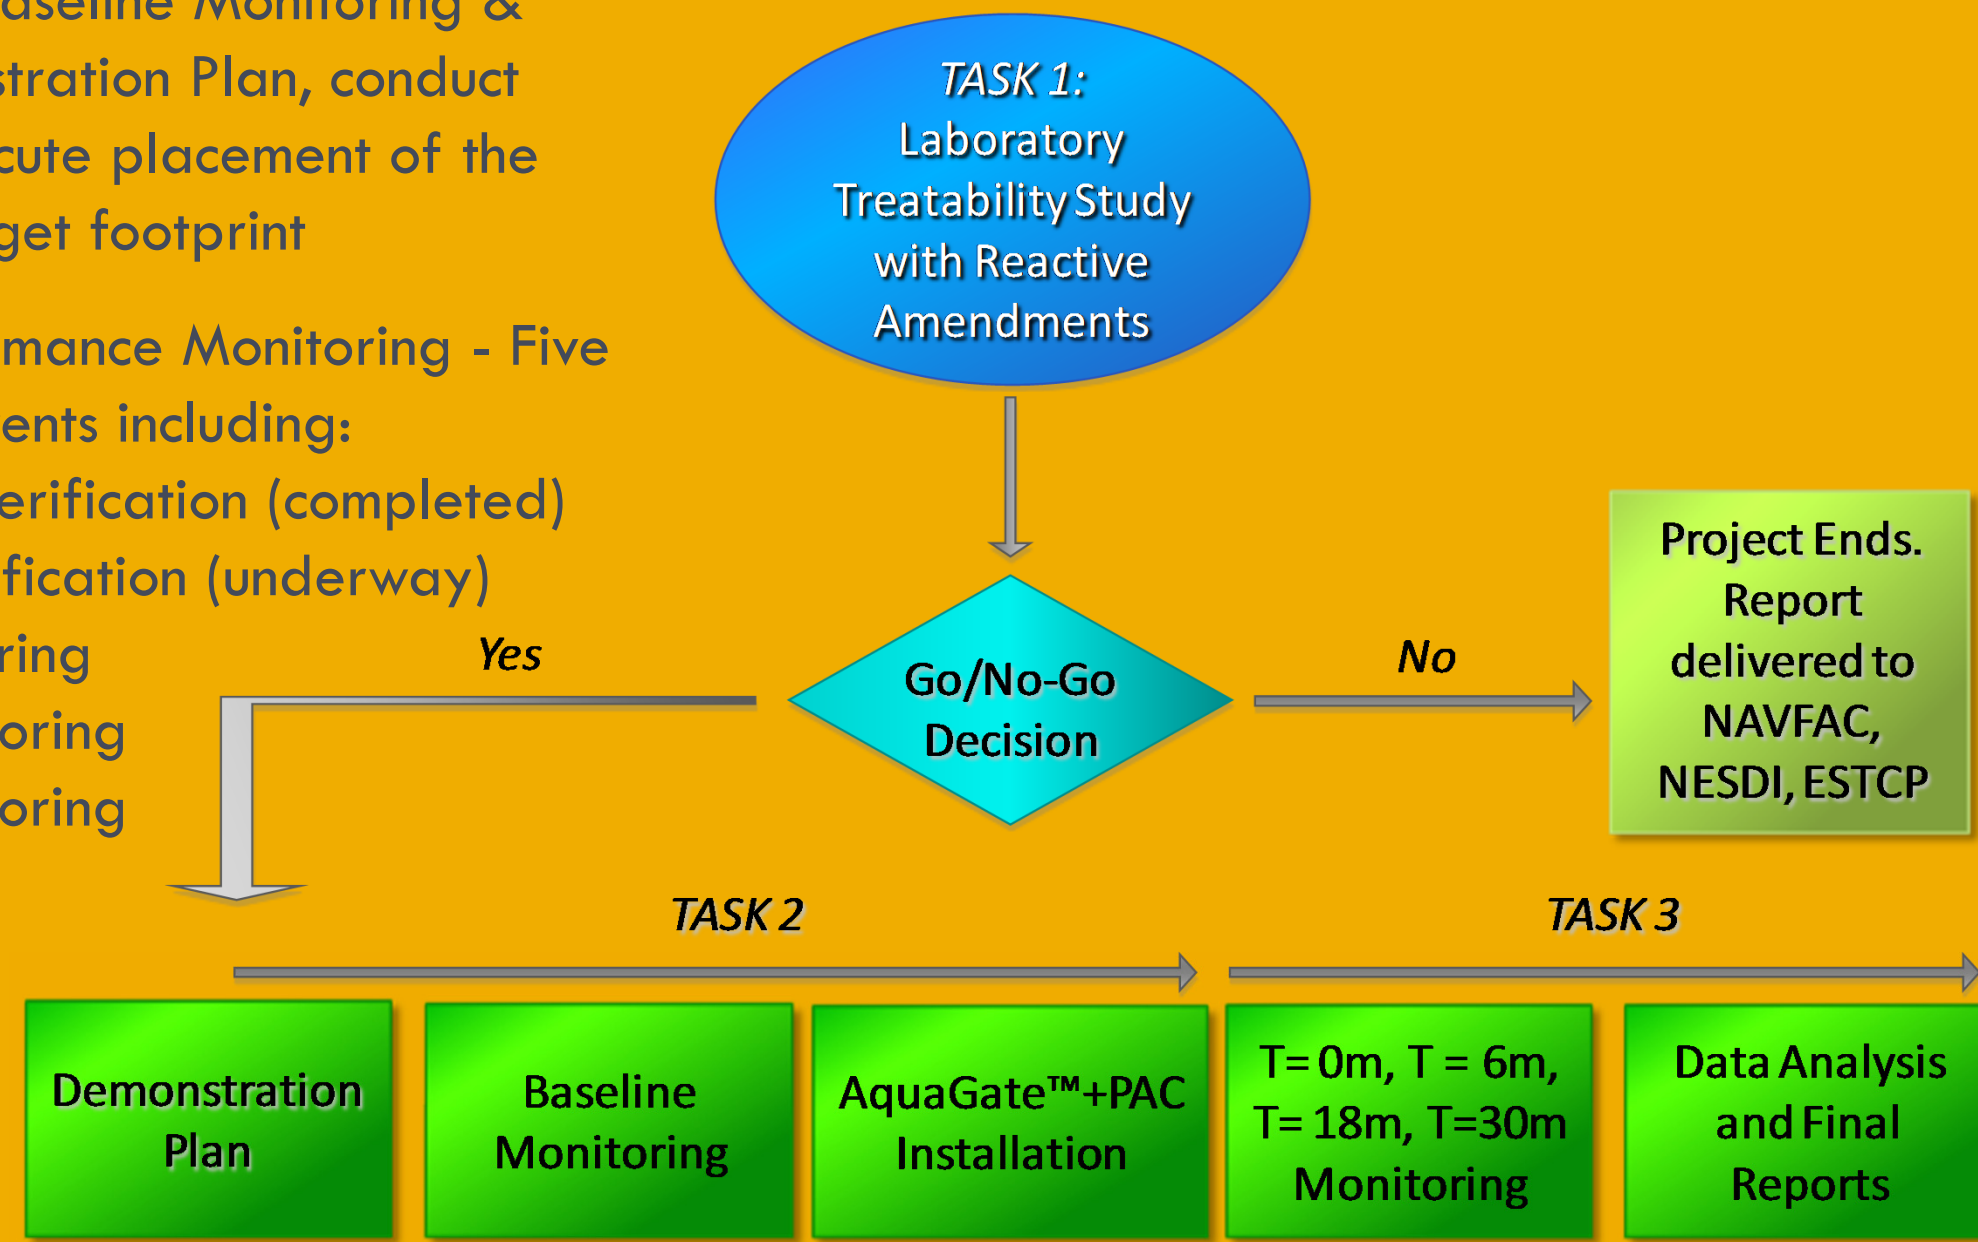 aseline Monitoring &
stration Plan, conduct
cute placement of the
get footprint
mance Monitoring - Five
ents including:
erification (completed)
ification (underway)
ring
oring
oring
TASK 1:
Laboratory
Treatability Study
with Reactive
Amendments
Go/No-Go
Decision
Yes
No
Project Ends.
Report
delivered to
NAVFAC,
NESDI, ESTCP
TASK 2
TASK 3
Demonstration
Plan
Baseline
Monitoring
AquaGate™+PAC
Installation
T= 0m, T = 6m,
T= 18m, T=30m
Monitoring
Data Analysis
and Final
Reports